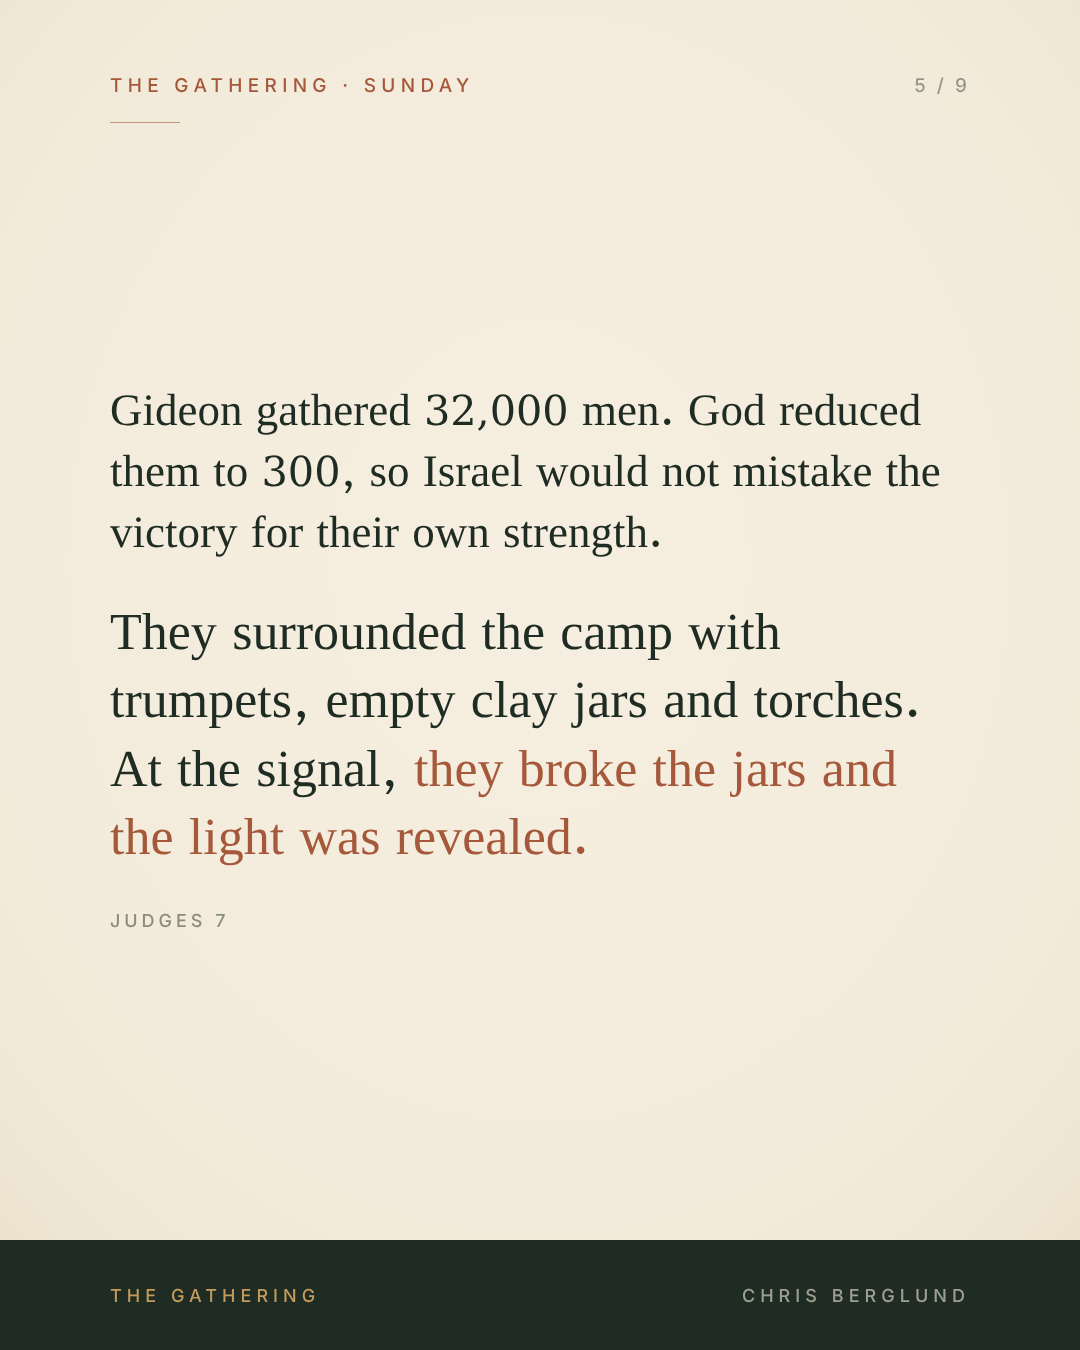 THE GATHERING · SUNDAY
5 / 9
Gideon gathered 32,000 men. God reduced
them to 300, so Israel would not mistake the
victory for their own strength.
They surrounded the camp with
trumpets, empty clay jars and torches.
At the signal, they broke the jars and
the light was revealed.
JUDGES 7
THE GATHERING
CHRIS BERGLUND